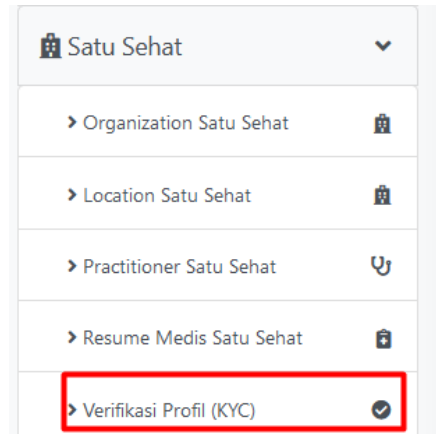 Satu Sehat
Organization Satu Sehat
Location Satu Sehat
Practitioner Satu Sehat
Resume Medis Satu Sehat
Verifikasi Profil (KYC)